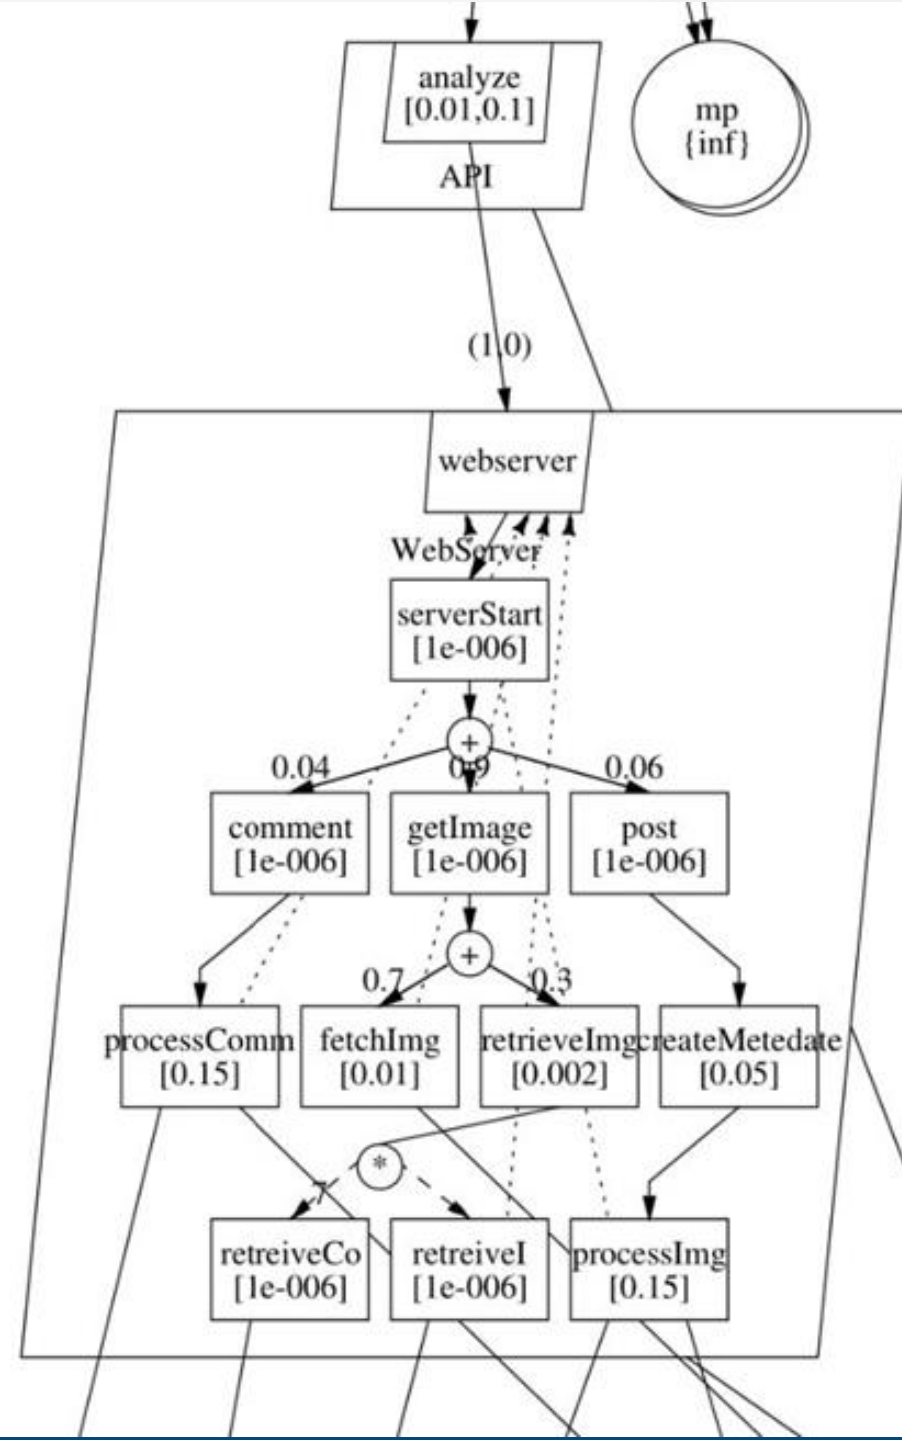 analyze
[0.01,0.1]
API
mp
{inf}
(1,0)
webserver
WebServer
serverStart
[1e-006]
+
0.04
0.9
0.06
comment
[1e-006]
getImage
[1e-006]
post
[1e-006]
+
0.7
0.3
processComm
[0.15]
fetchImg
[0.01]
retrieveImg
[0.002]
createMetedate
[0.05]
*
7
retreiveCo
[1e-006]
retreiveI
[1e-006]
processImg
[0.15]